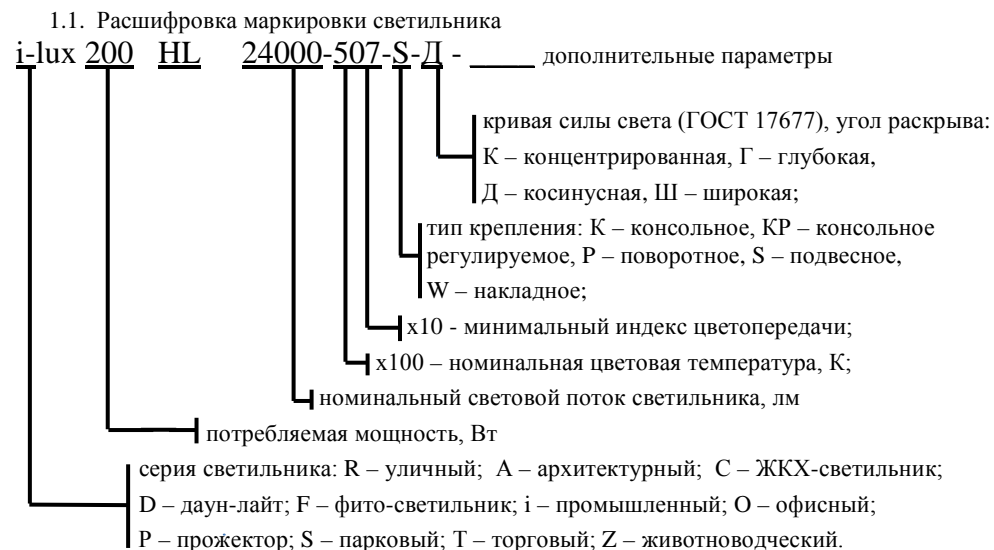 1.1. Расшифровка маркировки светильника
i-lux 200 HL 24000-507-S-Д - _____ дополнительные параметры
кривая силы света (ГОСТ 17677), угол раскрыва:
К – концентрированная, Г – глубокая,
Д – косинусная, Ш – широкая;
тип крепления: К – консольное, КР – консольное
регулируемое, Р – поворотное, S – подвесное,
W – накладное;
x10 - минимальный индекс цветопередачи;
x100 – номинальная цветовая температура, К;
номинальный световой поток светильника, лм
потребляемая мощность, Вт
серия светильника: R – уличный; А – архитектурный; С – ЖКХ-светильник;
D – даун-лайт; F – фито-светильник; i – промышленный; О – офисный;
Р – прожектор; S – парковый; Т – торговый; Z – животноводческий.